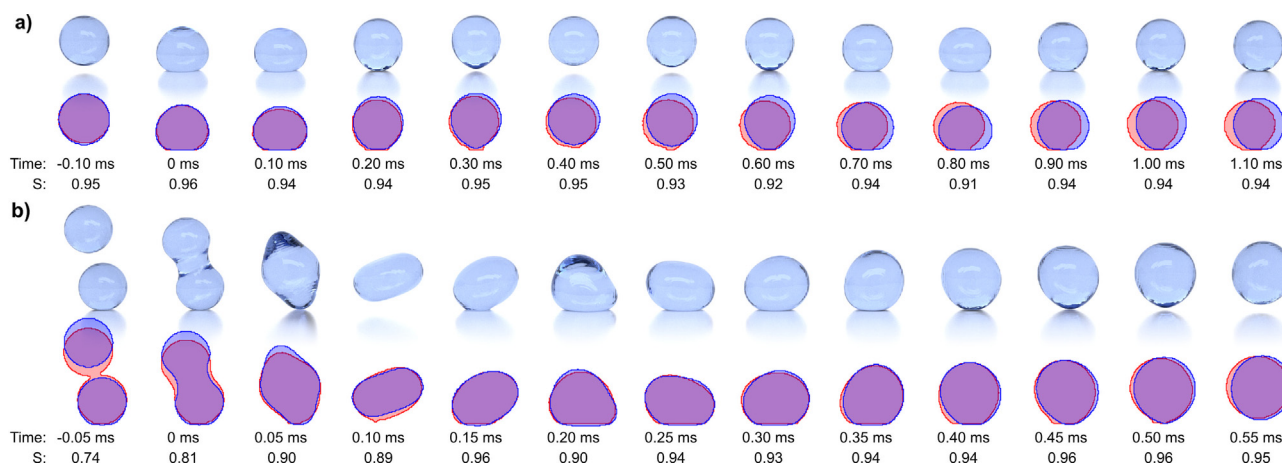 a)
Time: -0.10 ms 0 ms 0.10 ms 0.20 ms 0.30 ms 0.40 ms 0.50 ms 0.60 ms 0.70 ms 0.80 ms 0.90 ms 1.00 ms 1.10 ms
S: 0.95 0.96 0.94 0.94 0.95 0.95 0.93 0.92 0.94 0.91 0.94 0.94 0.94
b)
Time: -0.05 ms 0 ms 0.05 ms 0.10 ms 0.15 ms 0.20 ms 0.25 ms 0.30 ms 0.35 ms 0.40 ms 0.45 ms 0.50 ms 0.55 ms
S: 0.74 0.81 0.90 0.89 0.96 0.90 0.94 0.93 0.94 0.94 0.96 0.96 0.95